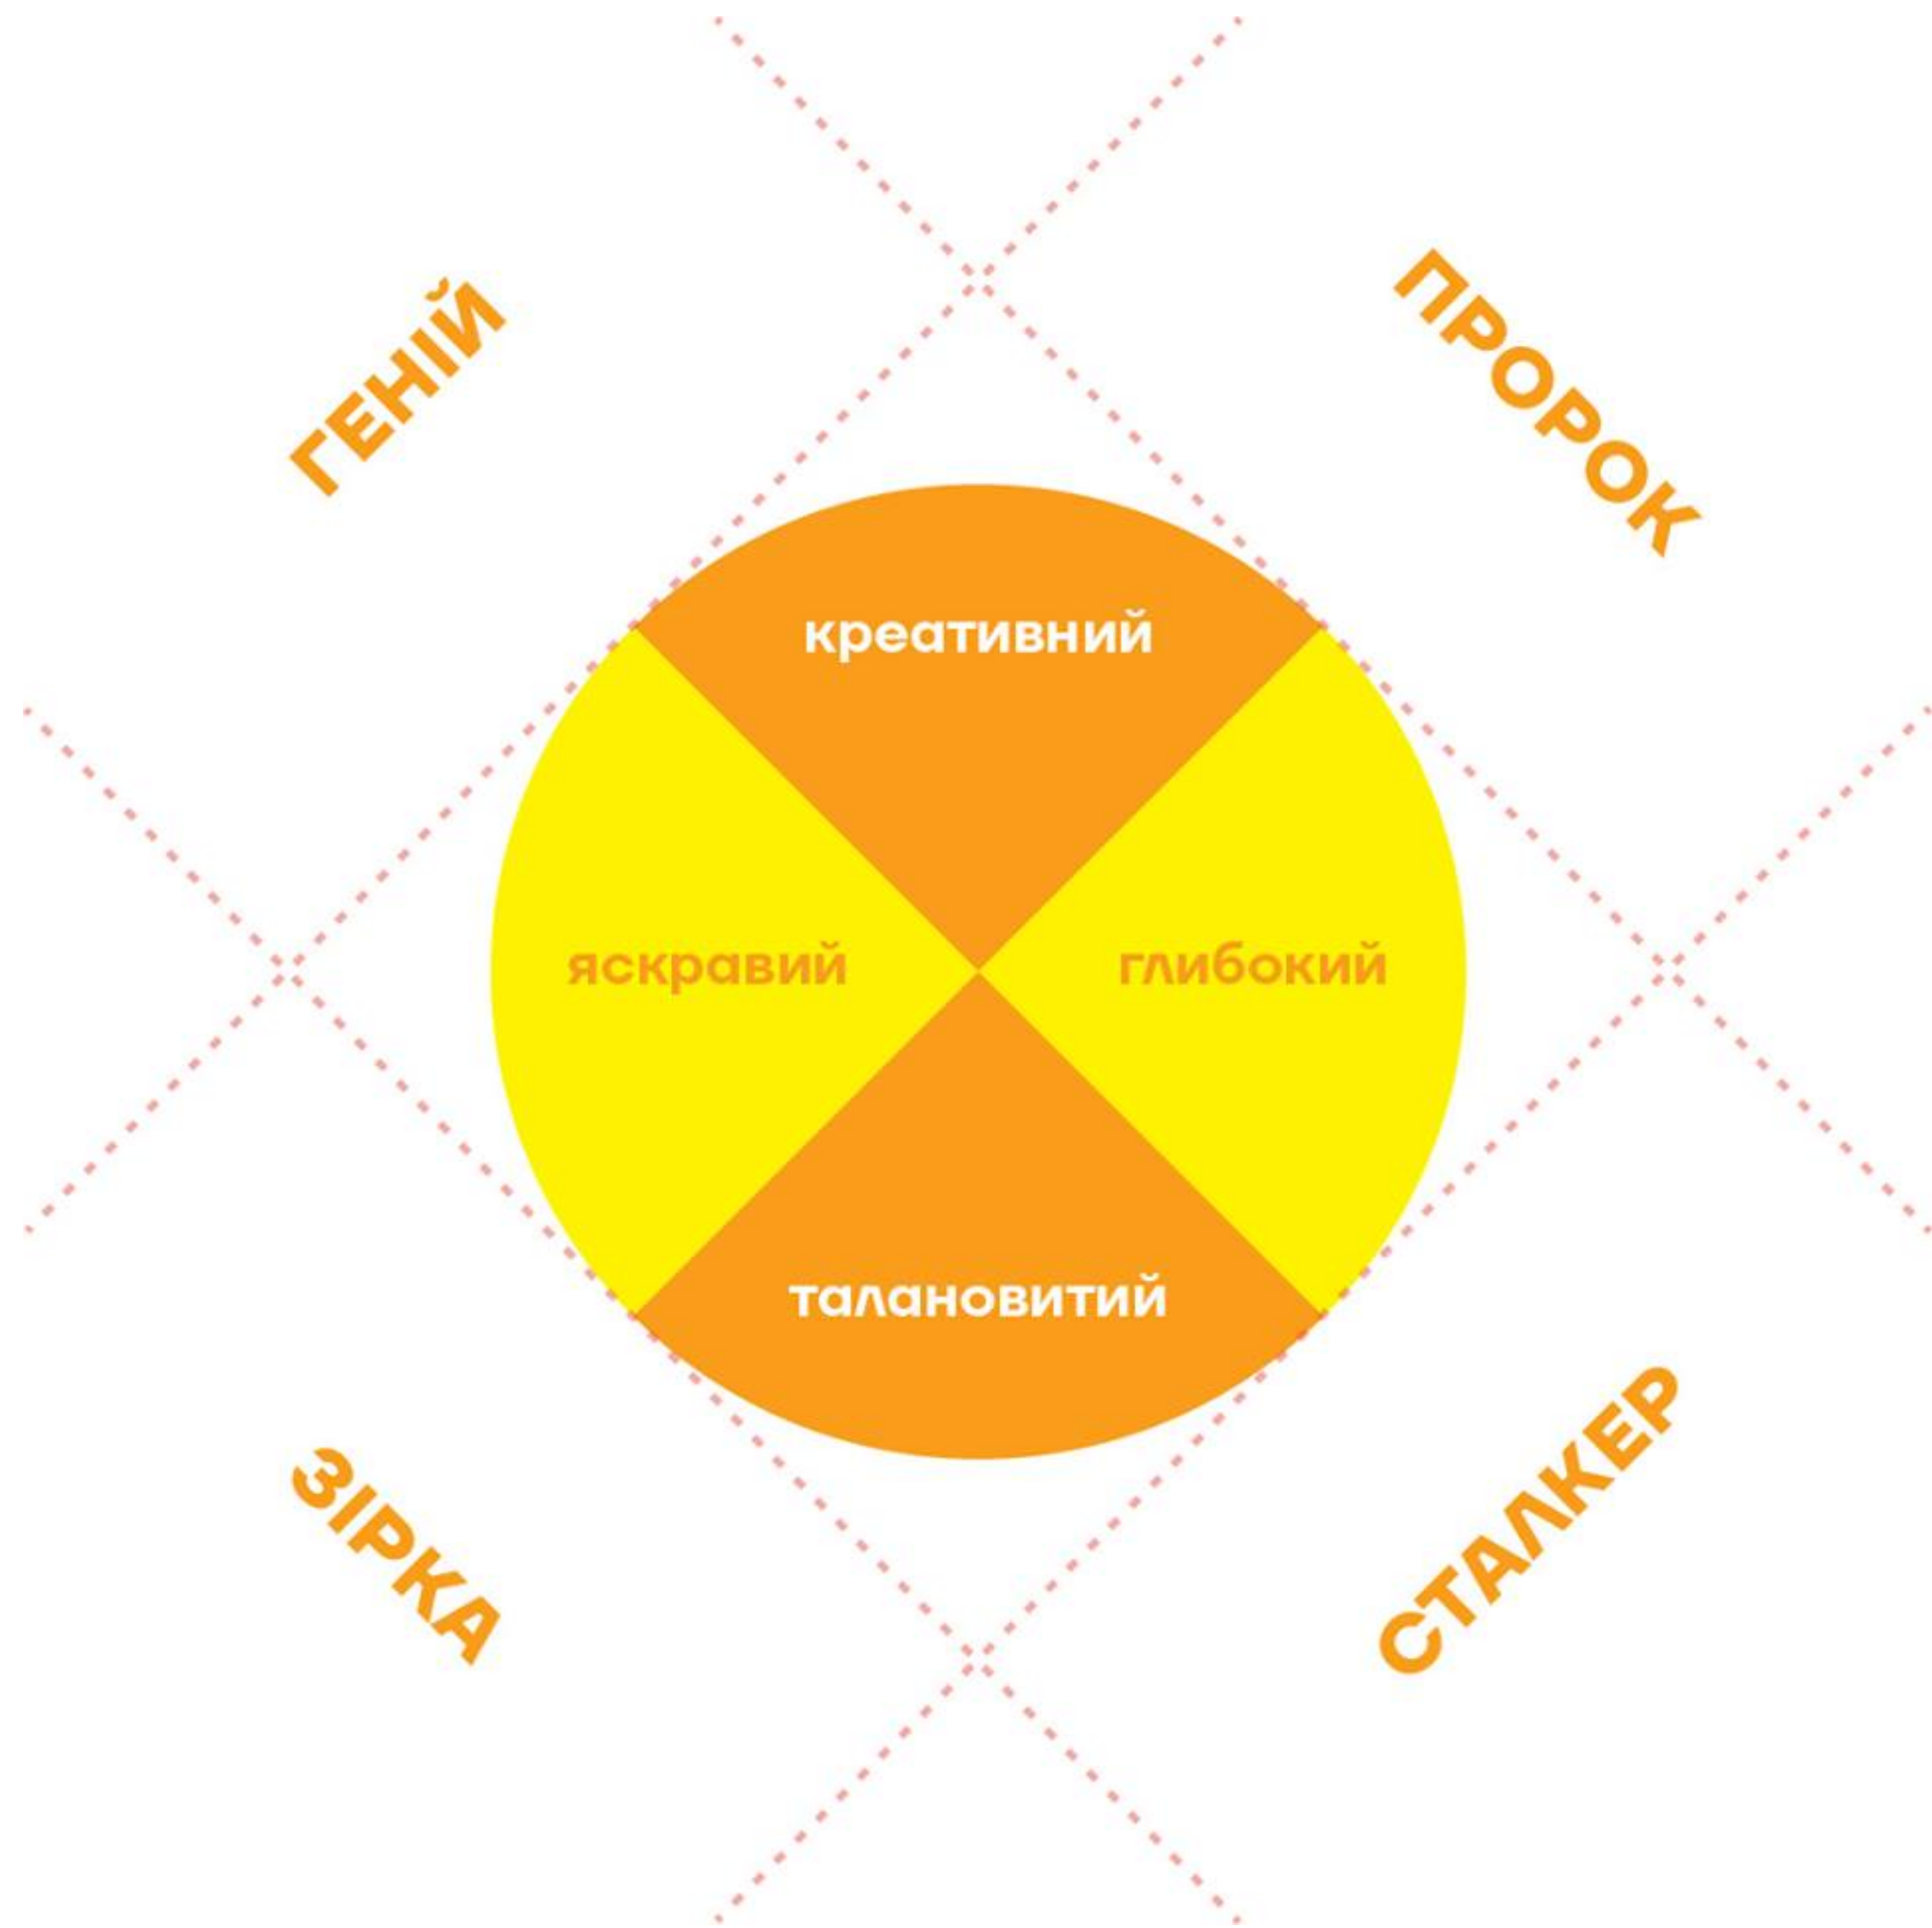 ГЕНІЙ
ПРОРОК
креативний
яскравий
глибокий
талановитий
ЗІРКА
СТАЛКЕР